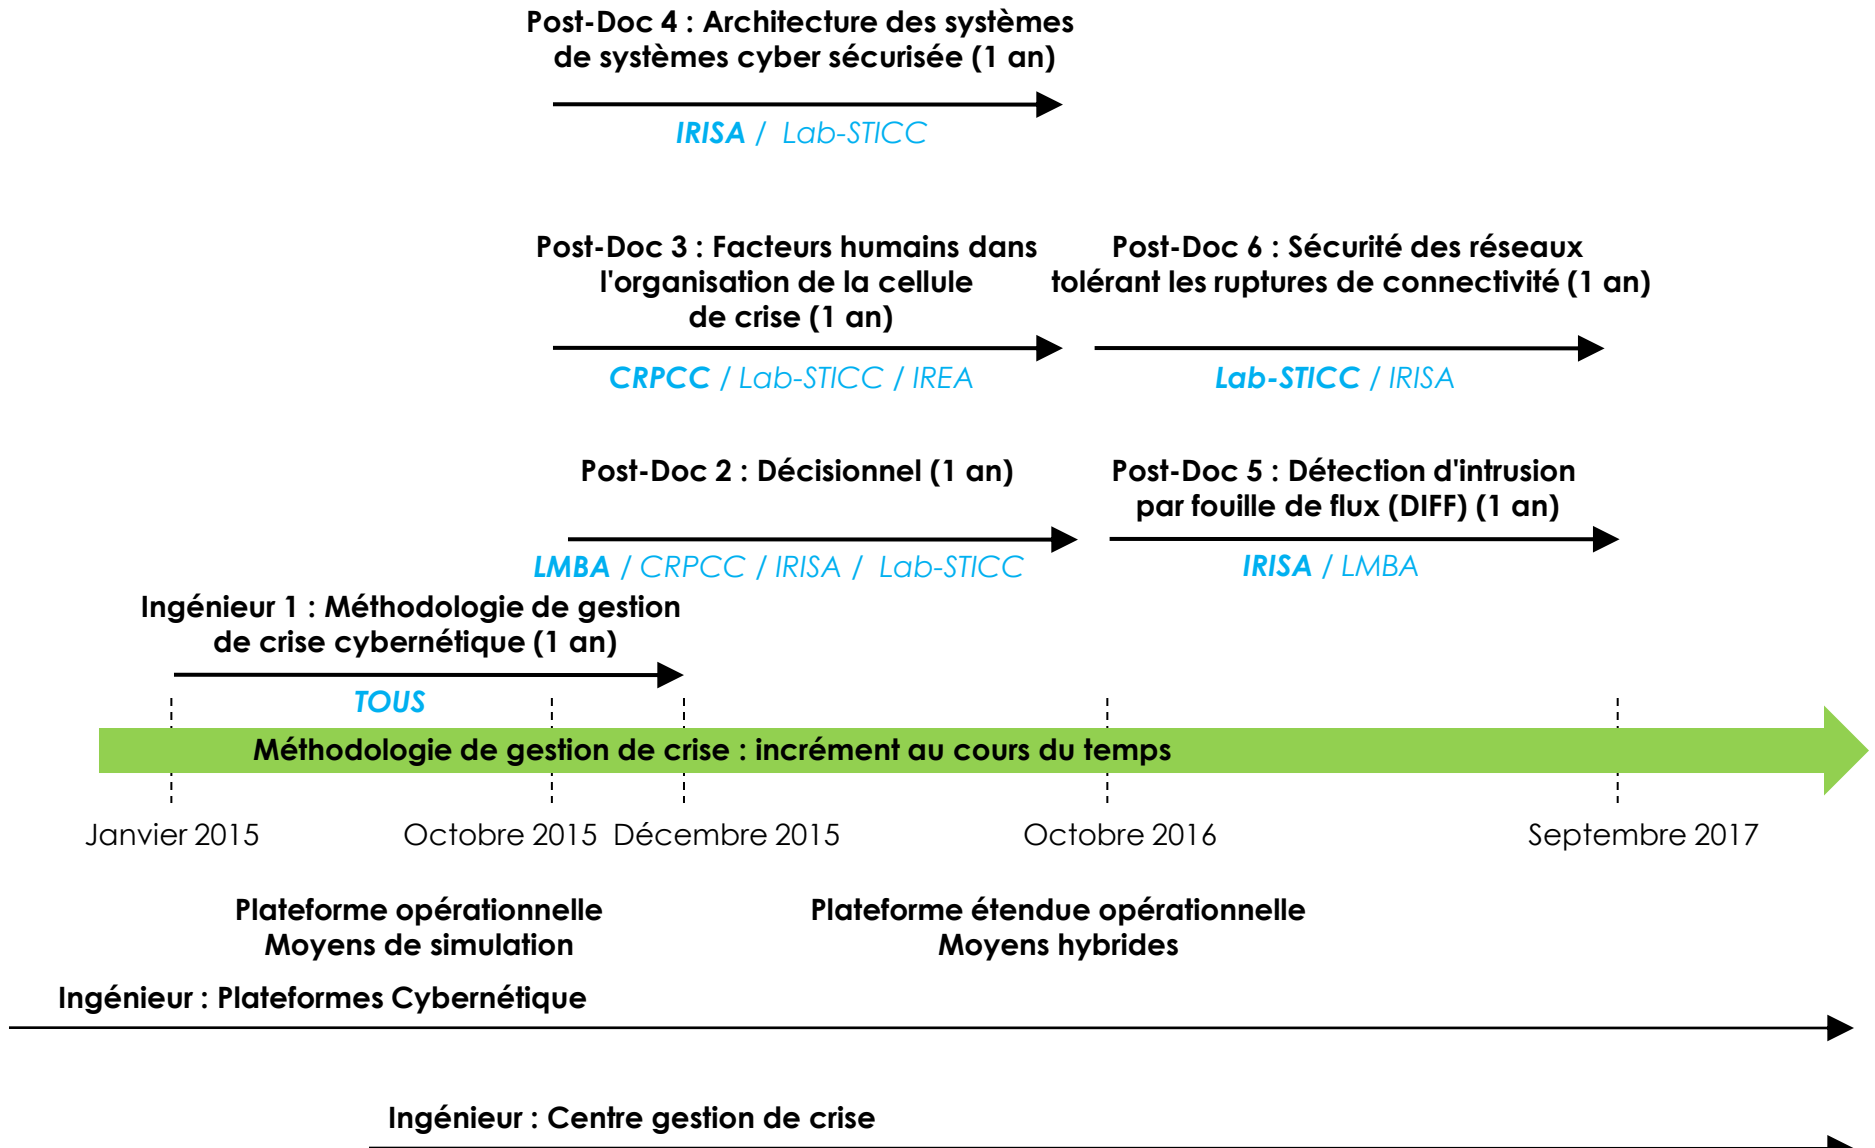 Post-Doc 4 : Architecture des systèmes
de systèmes cyber sécurisée (1 an)
IRISA / Lab-STICC
Post-Doc 3 : Facteurs humains dans
l'organisation de la cellule
de crise (1 an)
CRPCC / Lab-STICC / IREA
Post-Doc 6 : Sécurité des réseaux
tolérant les ruptures de connectivité (1 an)
Lab-STICC / IRISA
Post-Doc 2 : Décisionnel (1 an)
LMBA / CRPCC / IRISA / Lab-STICC
Post-Doc 5 : Détection d'intrusion
par fouille de flux (DIFF) (1 an)
IRISA / LMBA
Ingénieur 1 : Méthodologie de gestion
de crise cybernétique (1 an)
TOUS
Méthodologie de gestion de crise : incrément au cours du temps
Janvier 2015
Octobre 2015
Décembre 2015
Octobre 2016
Septembre 2017
Plateforme opérationnelle
Moyens de simulation
Plateforme étendue opérationnelle
Moyens hybrides
Ingénieur : Plateformes Cybernétique
Ingénieur : Centre gestion de crise